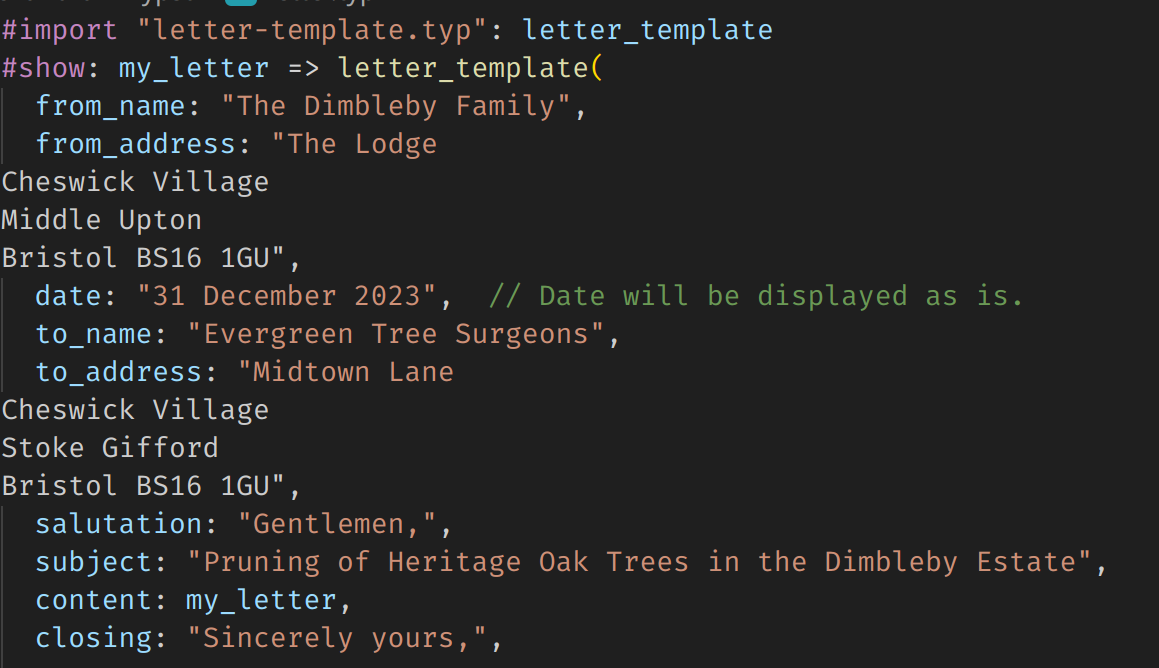 #import "letter-template.typ": letter_template
#show: my_letter => letter_template(
  from_name: "The Dimbleby Family",
  from_address: "The Lodge
Cheswick Village
Middle Upton
Bristol BS16 1GU",
  date: "31 December 2023",  // Date will be displayed as is.
  to_name: "Evergreen Tree Surgeons",
  to_address: "Midtown Lane
Cheswick Village
Stoke Gifford
Bristol BS16 1GU",
  salutation: "Gentlemen,",
  subject: "Pruning of Heritage Oak Trees in the Dimbleby Estate",
  content: my_letter,
  closing: "Sincerely yours,",